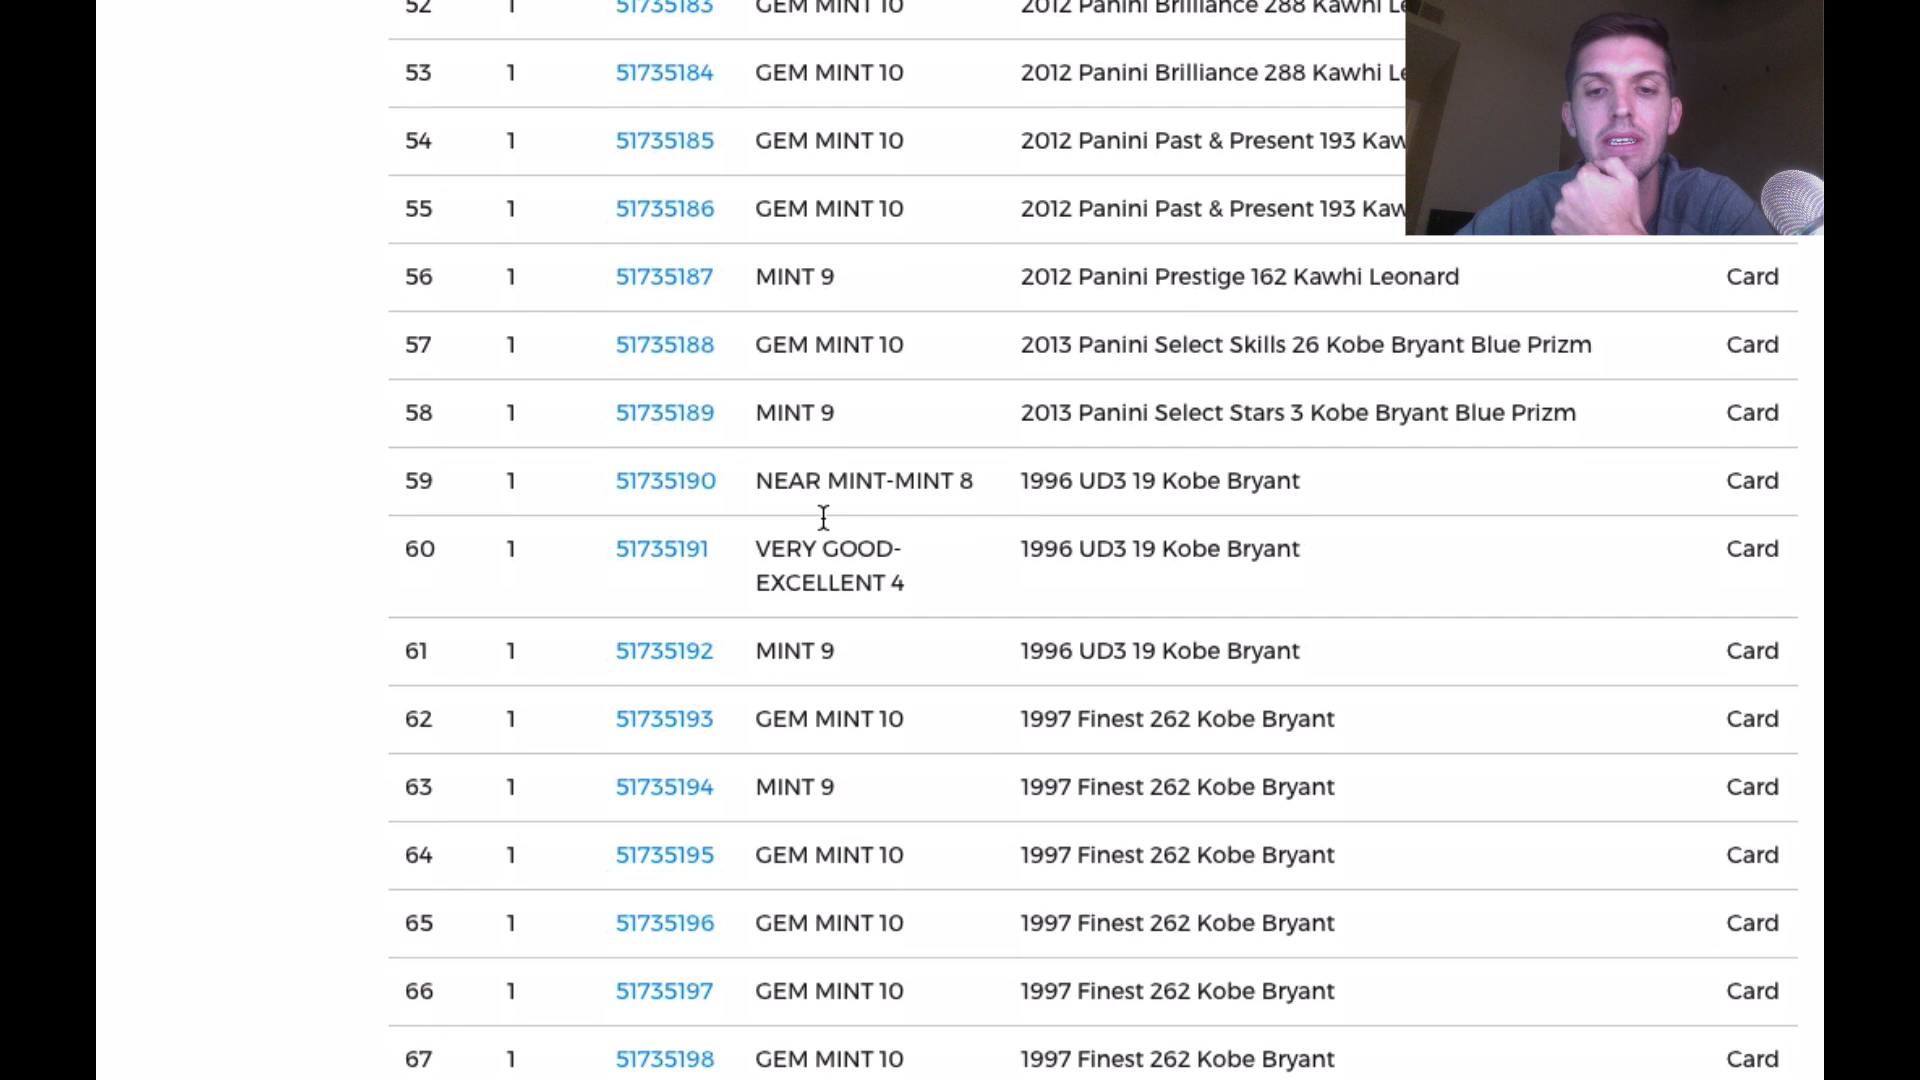 52 1 51735183 GEM MINT 10 2012 Panini Brilliance 288 Kawhi
53 1 51735184 GEM MINT 10 2012 Panini Brilliance 288 Kawhi
54 1 51735185 GEM MINT 10 2012 Panini Past & Present 193
55 1 51735186 GEM MINT 10 2012 Panini Past & Present 193
56 1 51735187 MINT 9 2012 Panini Prestige 162 Kawhi Leonard Card
57 1 51735188 GEM MINT 10 2013 Panini Select Skills 26 Kobe Bryant Blue Prizm Card
58 1 51735189 MINT 9 2013 Panini Select Stars 3 Kobe Bryant Blue Prizm Card
59 1 51735190 NEAR MINT-MINT 8 1996 UD3 19 Kobe Bryant Card
60 1 51735191 VERY GOOD- 1996 UD3 19 Kobe Bryant Card
EXCELLENT 4
61 1 51735192 MINT 9 1996 UD3 19 Kobe Bryant Card
62 1 51735193 GEM MINT 10 1997 Finest 262 Kobe Bryant Card
63 1 51735194 MINT 9 1997 Finest 262 Kobe Bryant Card
64 1 51735195 GEM MINT 10 1997 Finest 262 Kobe Bryant Card
65 1 51735196 GEM MINT 10 1997 Finest 262 Kobe Bryant Card
66 1 51735197 GEM MINT 10 1997 Finest 262 Kobe Bryant Card
67 1 51735198 GEM MINT 10 1997 Finest 262 Kobe Bryant Card